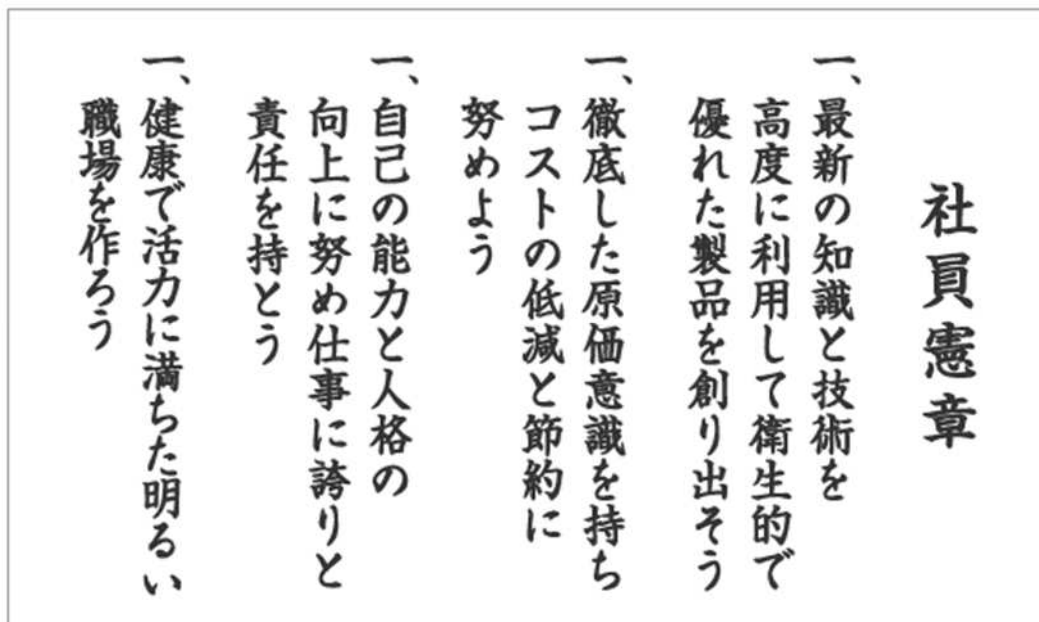 社員憲章
一、最新の知識と技術を
高度に利用して衛生的で
優れた製品を創り出そう
一、徹底した原価意識を持ち
コストの低減と節約に
努めよう
一、自己の能力と人格の
向上に努め仕事に誇りと
責任を持とう
一、健康で活力に満ちた明るい
職場を作ろう